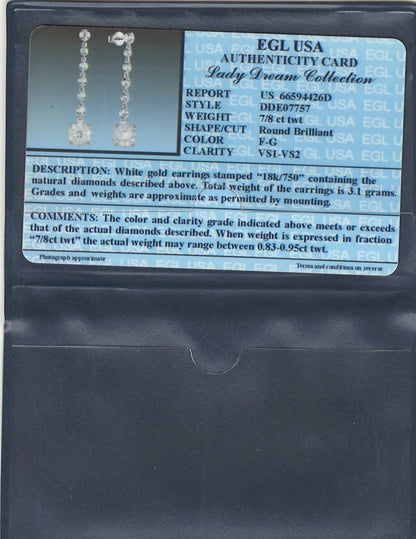 EGL USA
AUTHENTICITY CARD
Lady Dream Collection
REPORT US 66594426D
STYLE DDE07757
WEIGHT 7/8 ct twt
SHAPE/CUT Round Brilliant
COLOR F-G
CLARITY VS1-VS2
DESCRIPTION: White gold earrings stamped "18k/750" containing the
natural diamonds described above. Total weight of the earrings is 3.1 grams.
Grades and weights are approximate as permitted by mounting.
COMMENTS: The color and clarity grade indicated above meets or exceeds
that of the actual diamonds described. When weight is expressed in fraction
"7/8ct twt" the actual weight may range between 0.83-0.95ct twt.
Photograph approximate
Terms and conditions on reverse